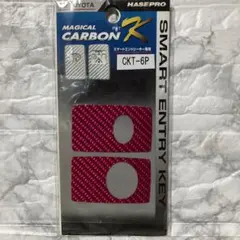 TOYOTA
HASEPRO
MAGICAL
CARBON K
CKT-6P
SMART ENTRY KEY